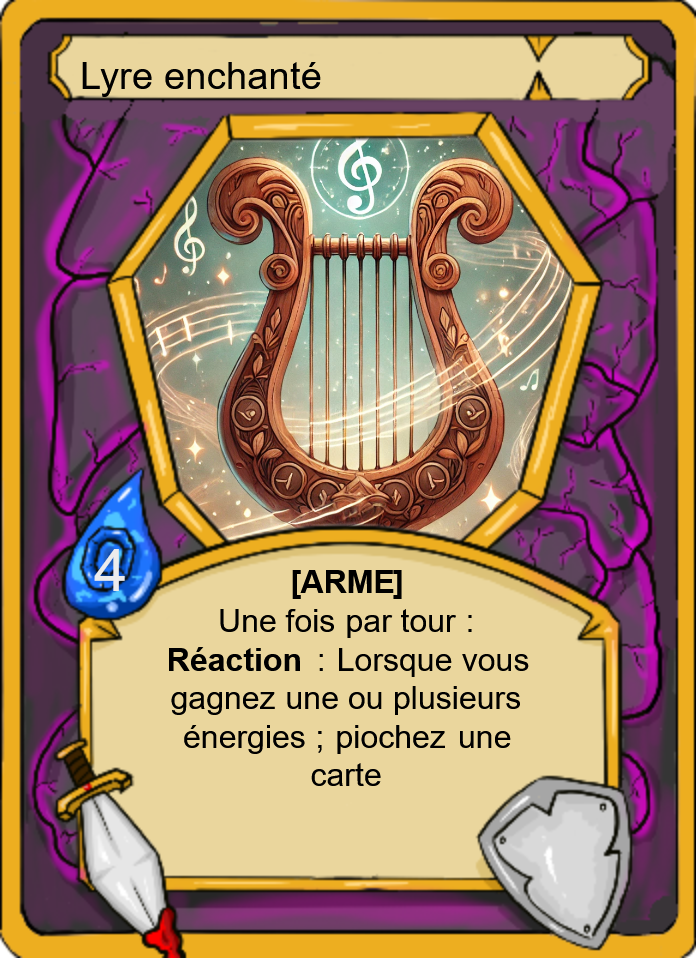 Lyre enchanté
4
[ARME]
Une fois par tour :
Réaction : Lorsque vous
gagnez une ou plusieurs
énergies ; piochez une
carte